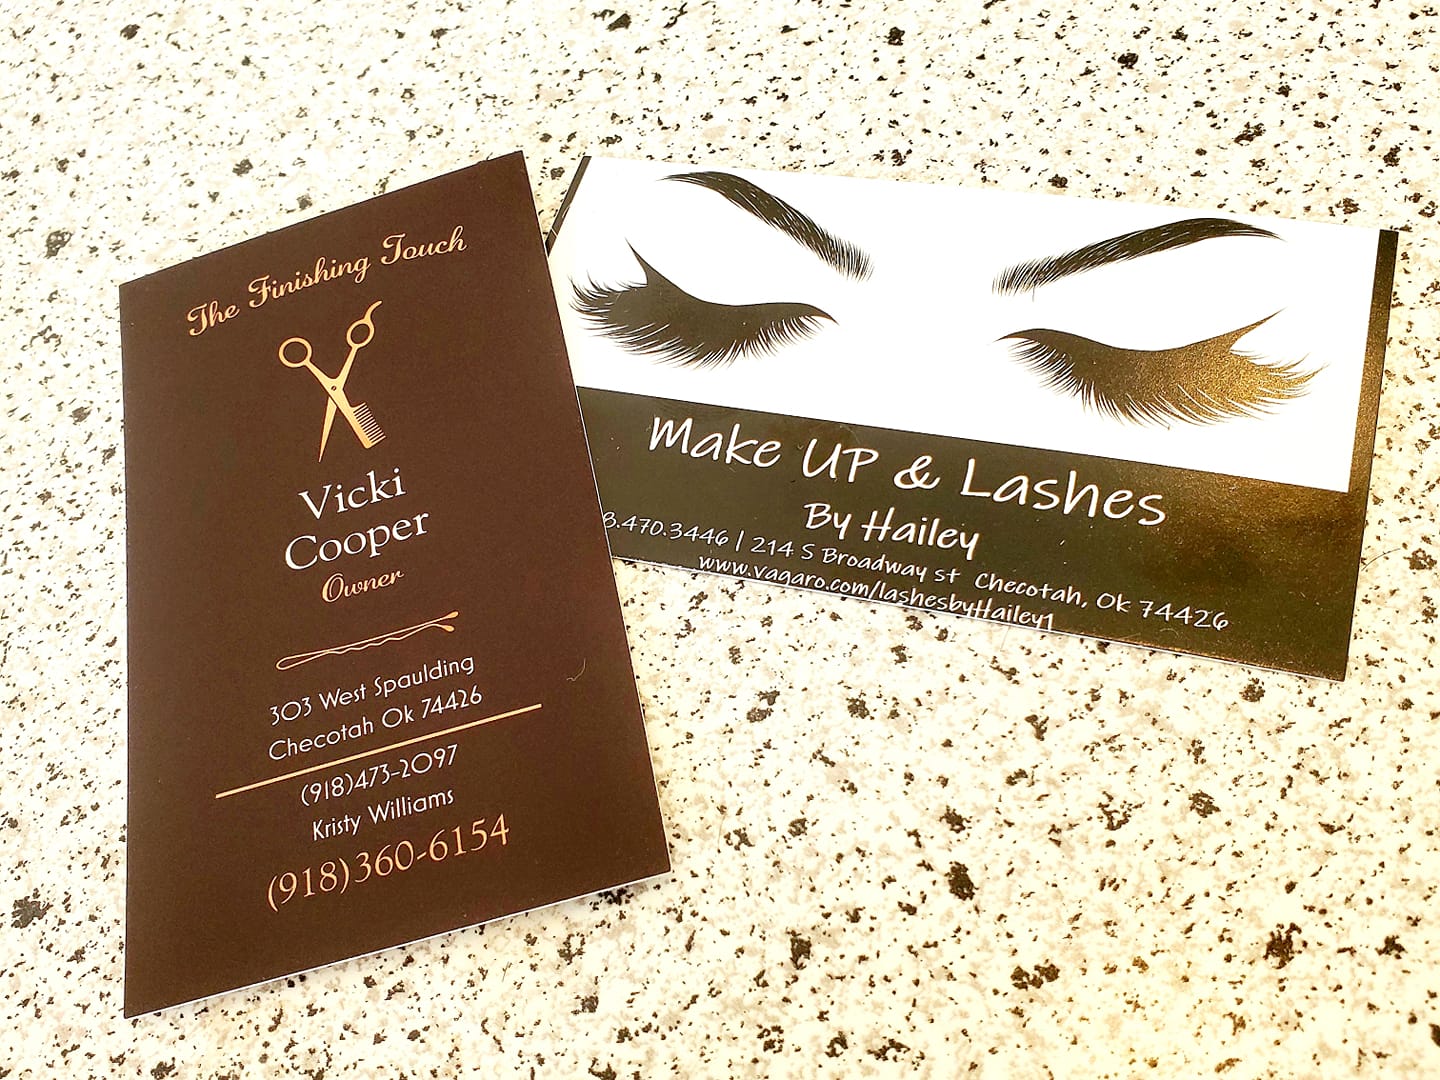 The Finishing Touch
Vicki
Cooper
Owner
303 West Spaulding
Checotah Ok 74426
(918)473-2097
Kristy Williams
(918)360-6154
Make UP & Lashes
By Hailey
8.470.3446 | 214 S Broadway st Checotah, Ok 74426
www.vagaro.com/lashesbyHailey1